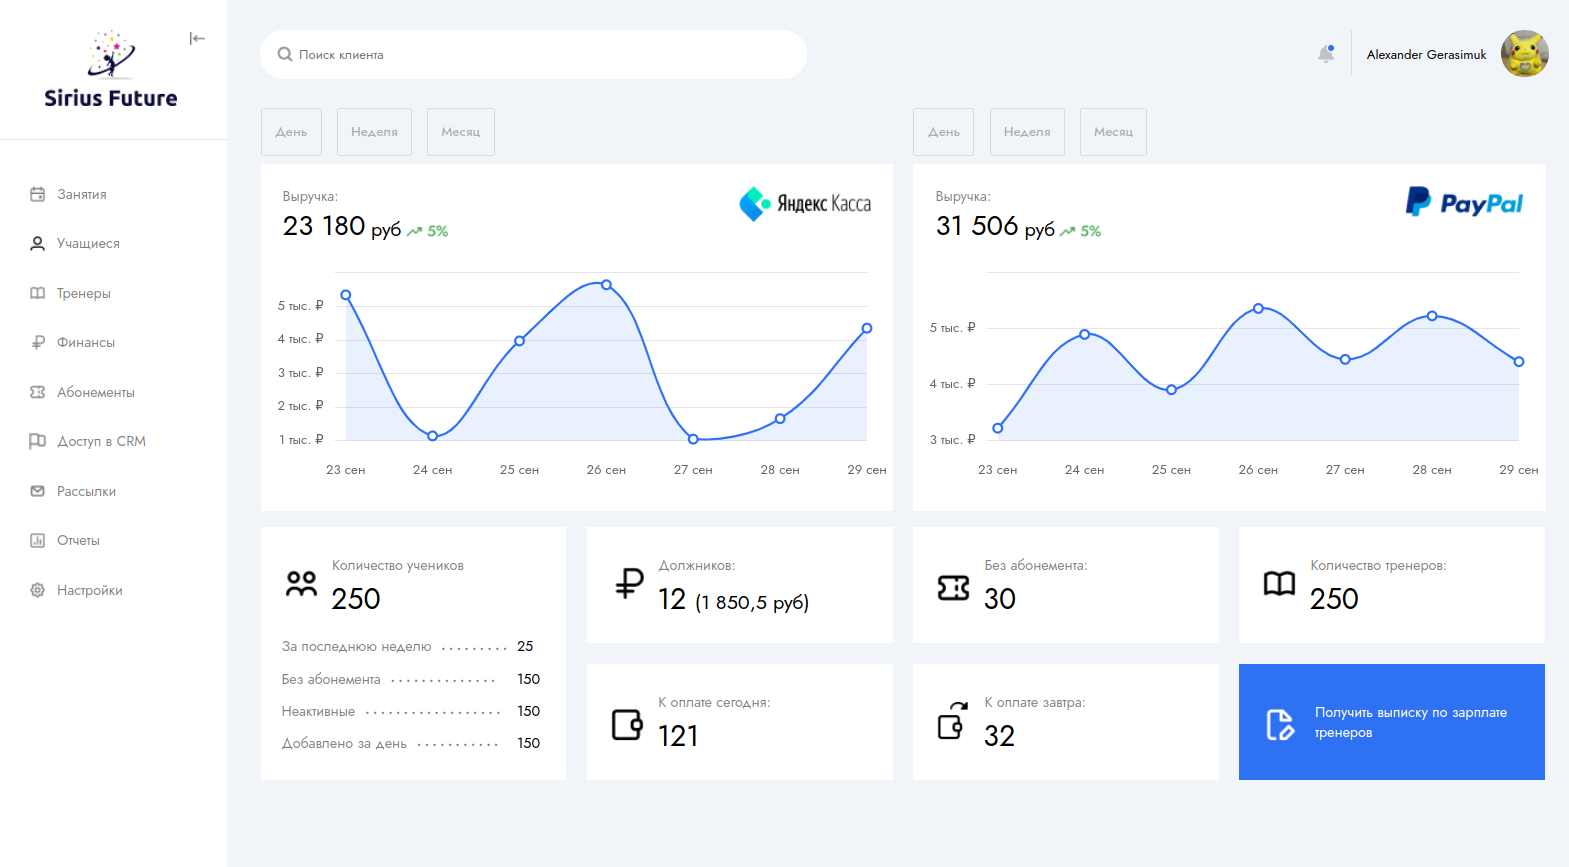 Sirius Future
Поиск клиента
Alexander Gerasimuk
Занятия
Учащиеся
Тренеры
Финансы
Абонементы
Доступ в CRM
Рассылки
Отчеты
Настройки
День
Неделя
Месяц
Выручка:
23 180 руб 5%
Яндекс Касса
5 тыс. ₽
4 тыс. ₽
3 тыс. ₽
2 тыс. ₽
1 тыс. ₽
23 сен
24 сен
25 сен
26 сен
27 сен
28 сен
29 сен
День
Неделя
Месяц
Выручка:
31 506 руб 5%
PayPal
5 тыс. ₽
4 тыс. ₽
3 тыс. ₽
23 сен
24 сен
25 сен
26 сен
27 сен
28 сен
29 сен
Количество учеников
250
За последнюю неделю 25
Без абонемента 150
Неактивные 150
Добавлено за день 150
Должников:
12 (1 850,5 руб)
Без абонемента:
30
Количество тренеров:
250
К оплате сегодня:
121
К оплате завтра:
32
Получить выписку по зарплате
тренеров